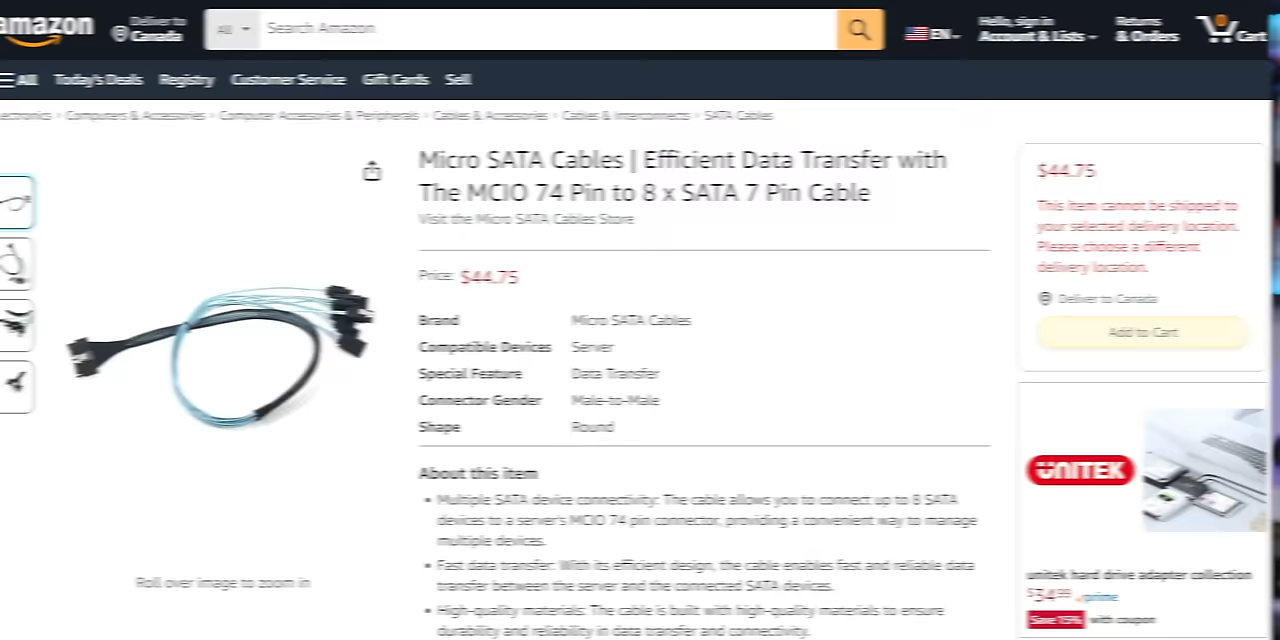 amazon
Deliver to
Canada
All
Search Amazon
EN
Hello, sign in
Account & Lists
Returns
& Orders
0
Cart
All Today's Deals Registry Customer Service Gift Cards Sell
ectronics › Computers & Accessories › Computer Accessories & Peripherals › Cables & Accessories › Cables & Interconnects › SATA Cables
Micro SATA Cables | Efficient Data Transfer with
The MCIO 74 Pin to 8 x SATA 7 Pin Cable
Visit the Micro SATA Cables Store
Price: $44.75
Brand Micro SATA Cables
Compatible Devices Server
Special Feature Data Transfer
Connector Gender Male-to-Male
Shape Round
About this item
• Multiple SATA device connectivity: The cable allows you to connect up to 8 SATA
devices to a server's MCIO 74 pin connector, providing a convenient way to manage
multiple devices.
• Fast data transfer: With its efficient design, the cable enables fast and reliable data
transfer between the server and the connected SATA devices.
• High-quality materials: The cable is built with high-quality materials to ensure
durability and reliability in data transfer and connectivity.
Roll over image to zoom in
$44.75
This item cannot be shipped to
your selected delivery location.
Please choose a different
delivery location.
Deliver to Canada
Add to Cart
UNITEK
unitek hard drive adapter collection
$34.99 prime
Save 15% with coupon